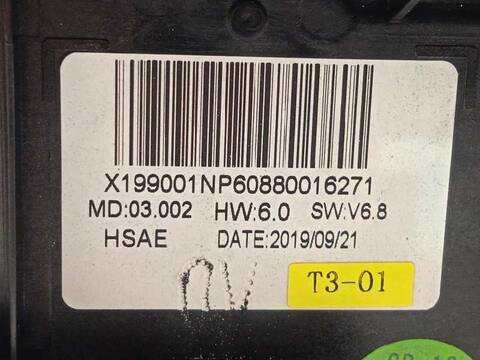 X199001NP60880016271
MD:03.002 HW:6.0 SW:V6.8
HSAE DATE:2019/09/21
T3-01